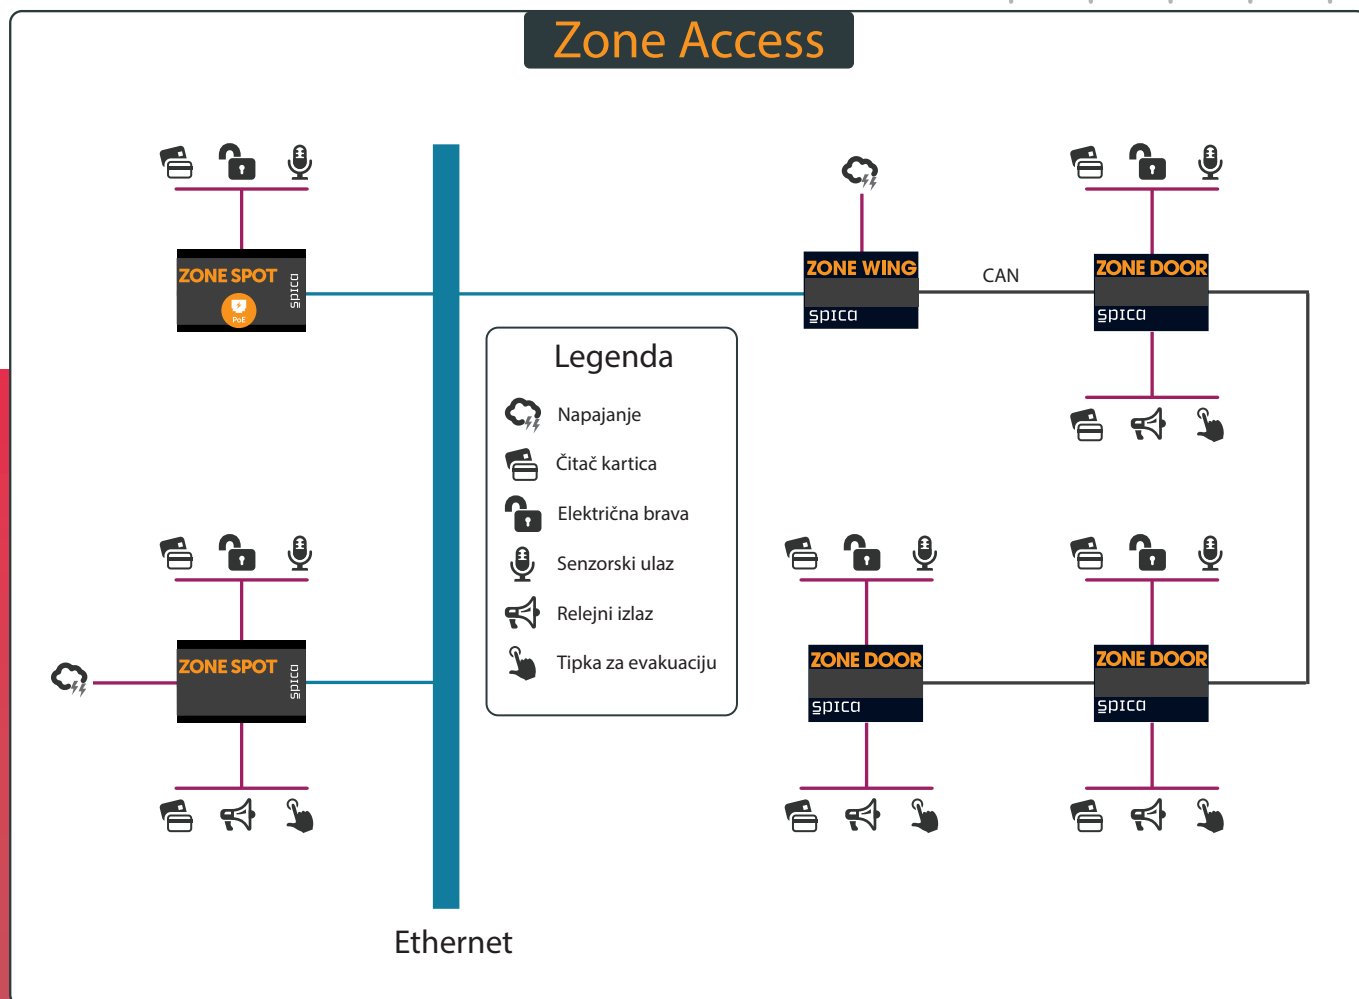 Zone Access
ZONE SPOT
spica
PoE
ZONE WING
spica
CAN
ZONE DOOR
spica
Legenda
Napajanje
Čitač kartica
Električna brava
Senzorski ulaz
Relejni izlaz
Tipka za evakuaciju
ZONE SPOT
spica
ZONE DOOR
spica
ZONE DOOR
spica
Ethernet